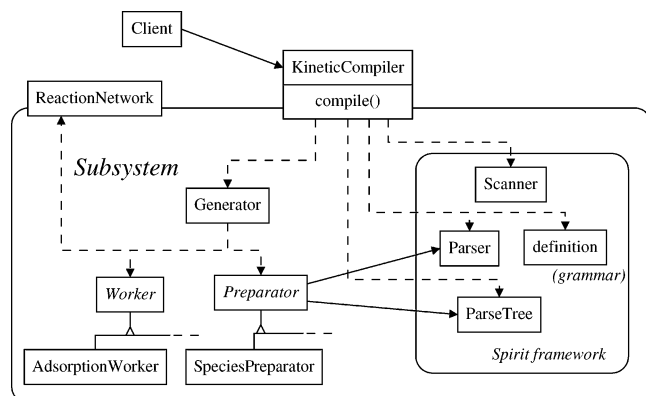 Client
KineticCompiler
compile()
ReactionNetwork
Subsystem
Scanner
Generator
Parser
definition
(grammar)
Worker
Preparator
ParseTree
AdsorptionWorker
SpeciesPreparator
Spirit framework